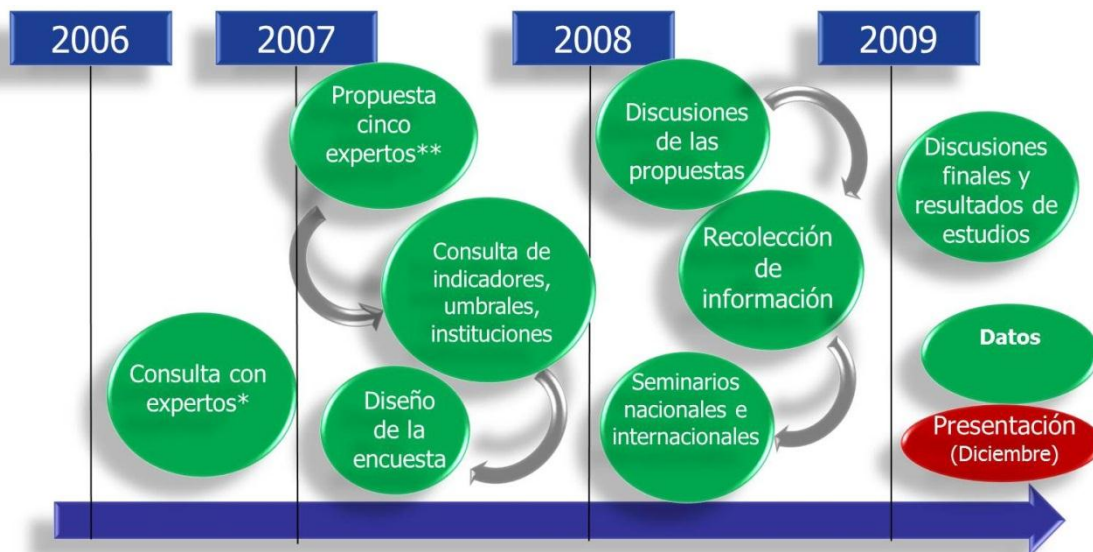 2006
2007
2008
2009
Consulta con
expertos*
Propuesta
cinco
expertos**
Consulta de
indicadores,
umbrales,
instituciones
Diseño
de la
encuesta
Discusiones
de las
propuestas
Recolección
de
información
Seminarios
nacionales e
internacionales
Discusiones
finales y
resultados de
estudios
Datos
Presentación
(Diciembre)